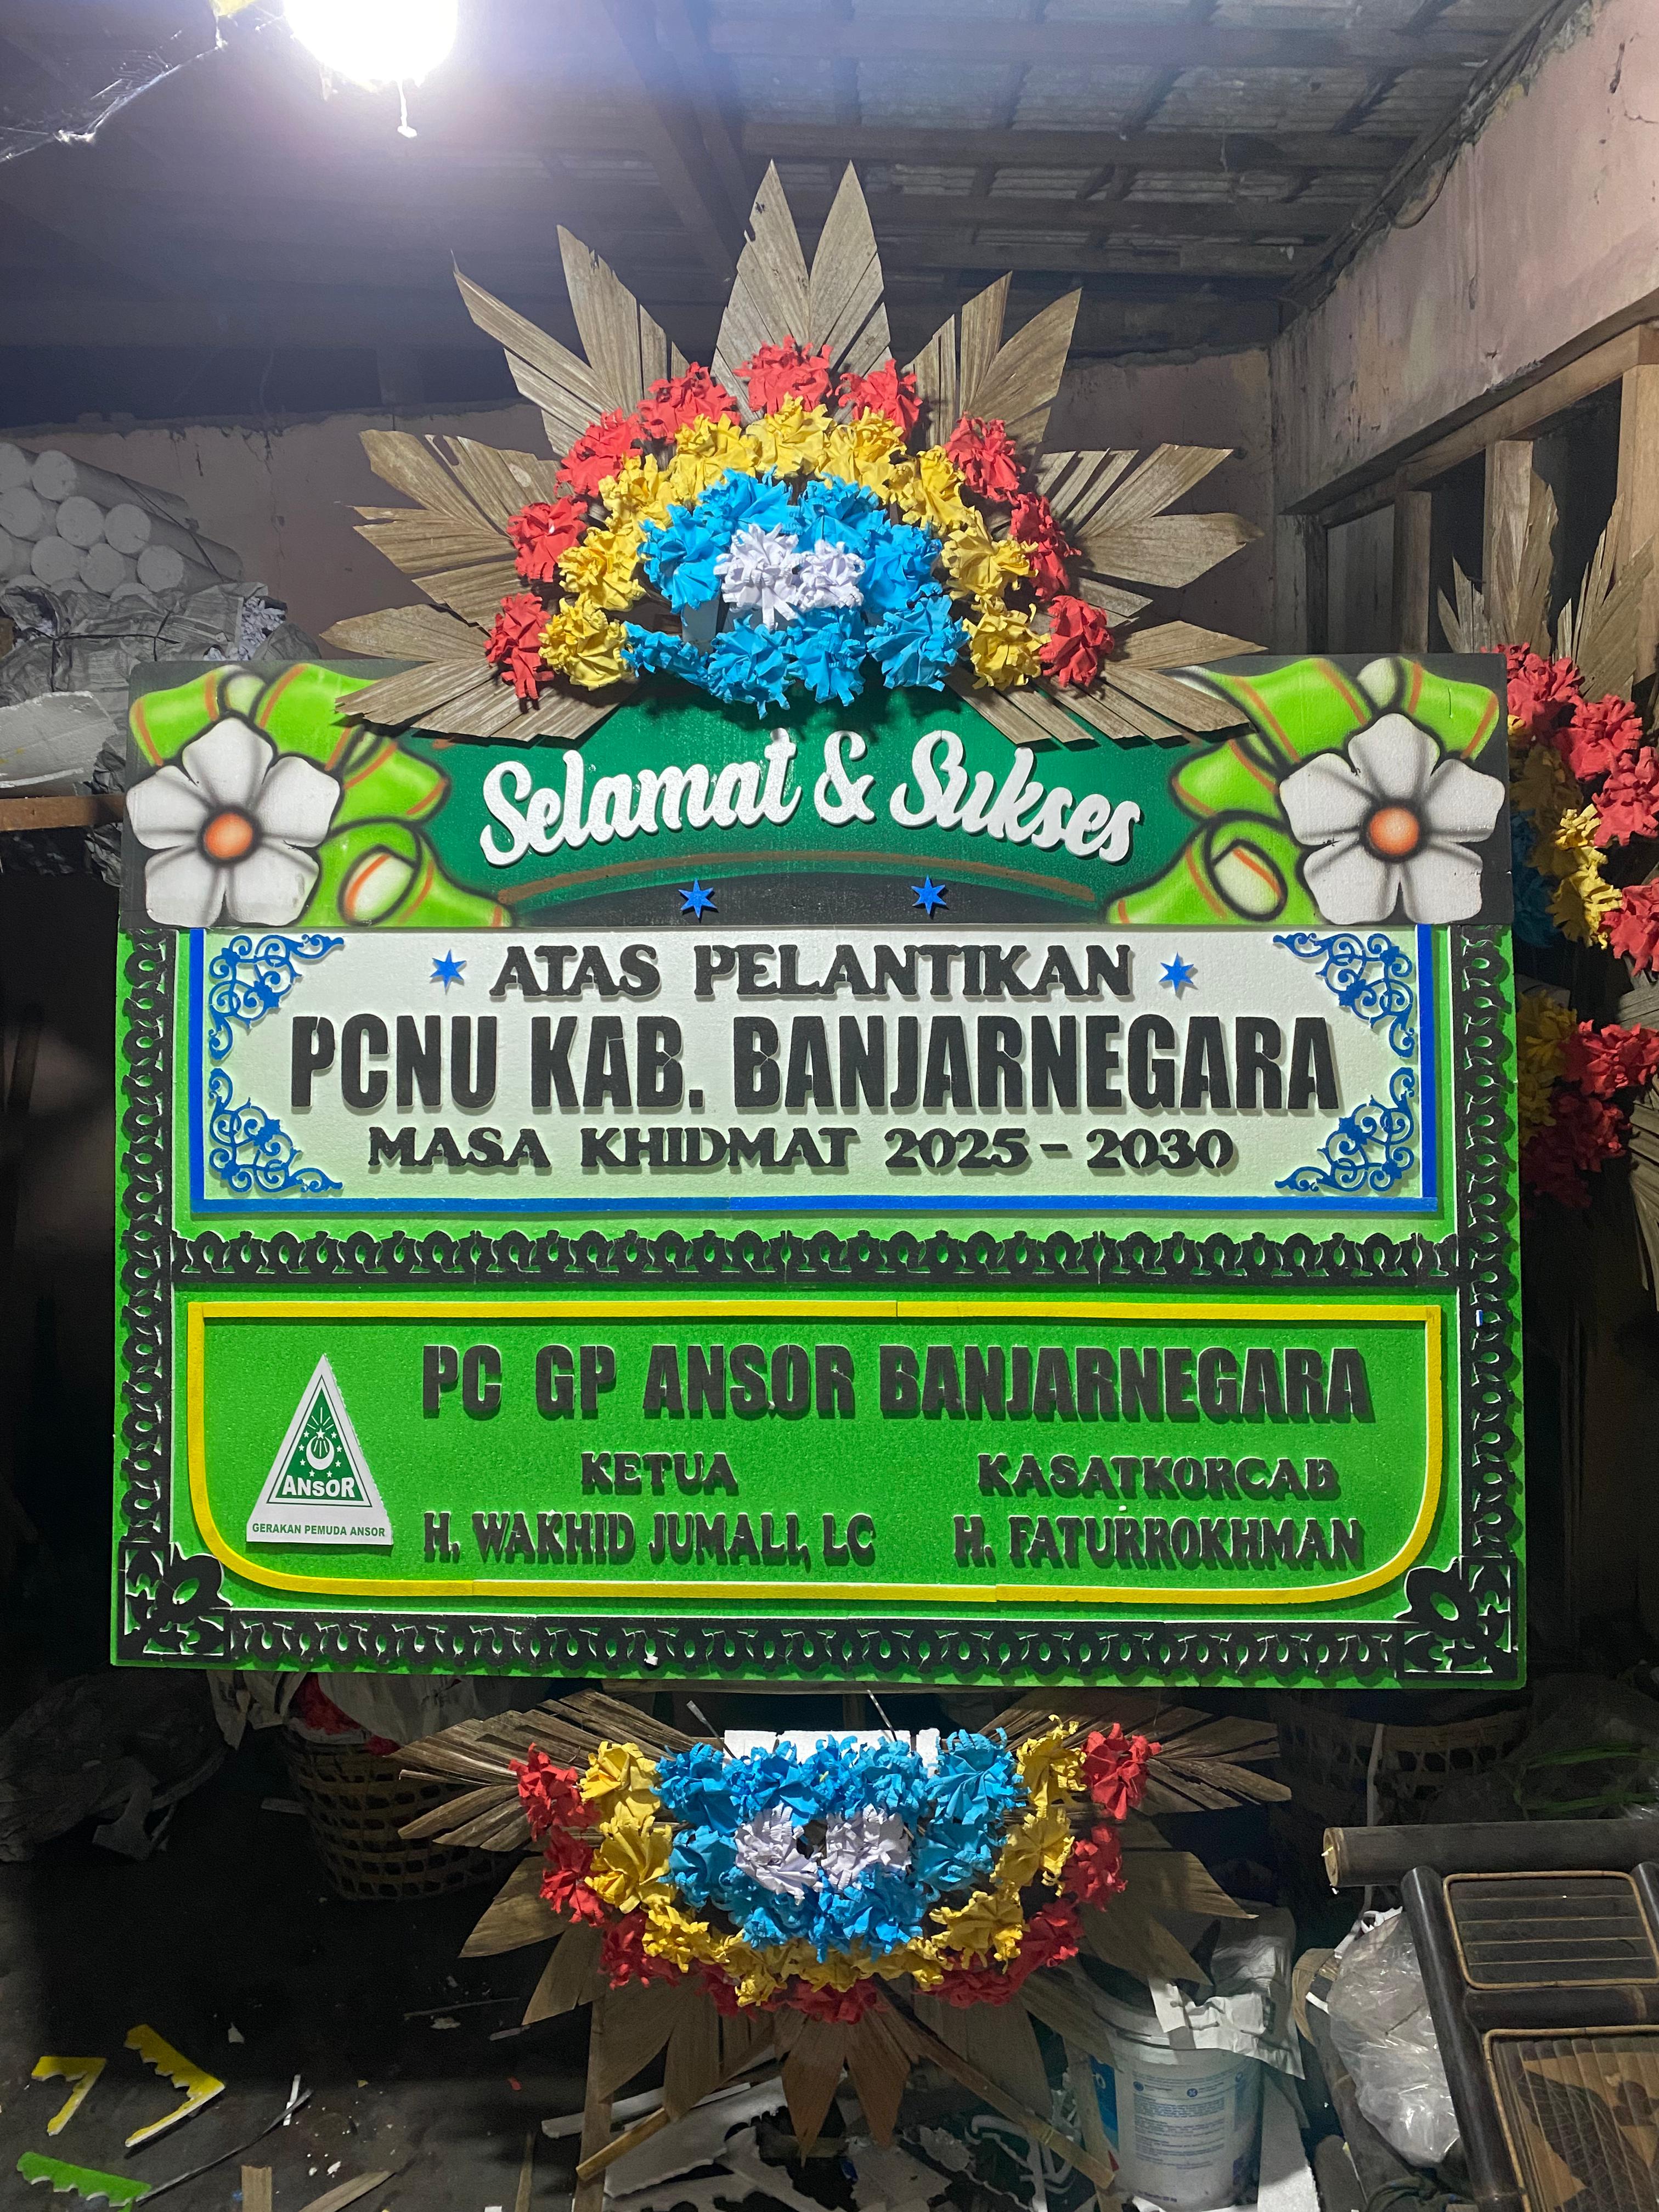 Selamat & Sukses
ATAS PELANTIKAN
PCNU KAB. BANJARNEGARA
MASA KHIDMAT 2025 - 2030
PC GP ANSOR BANJARNEGARA
KETUA
H. WAKHID JUMALI, LC
KASATKORCAB
H. FATURROKHMAN
ANSOR
GERAKAN PEMUDA ANSOR